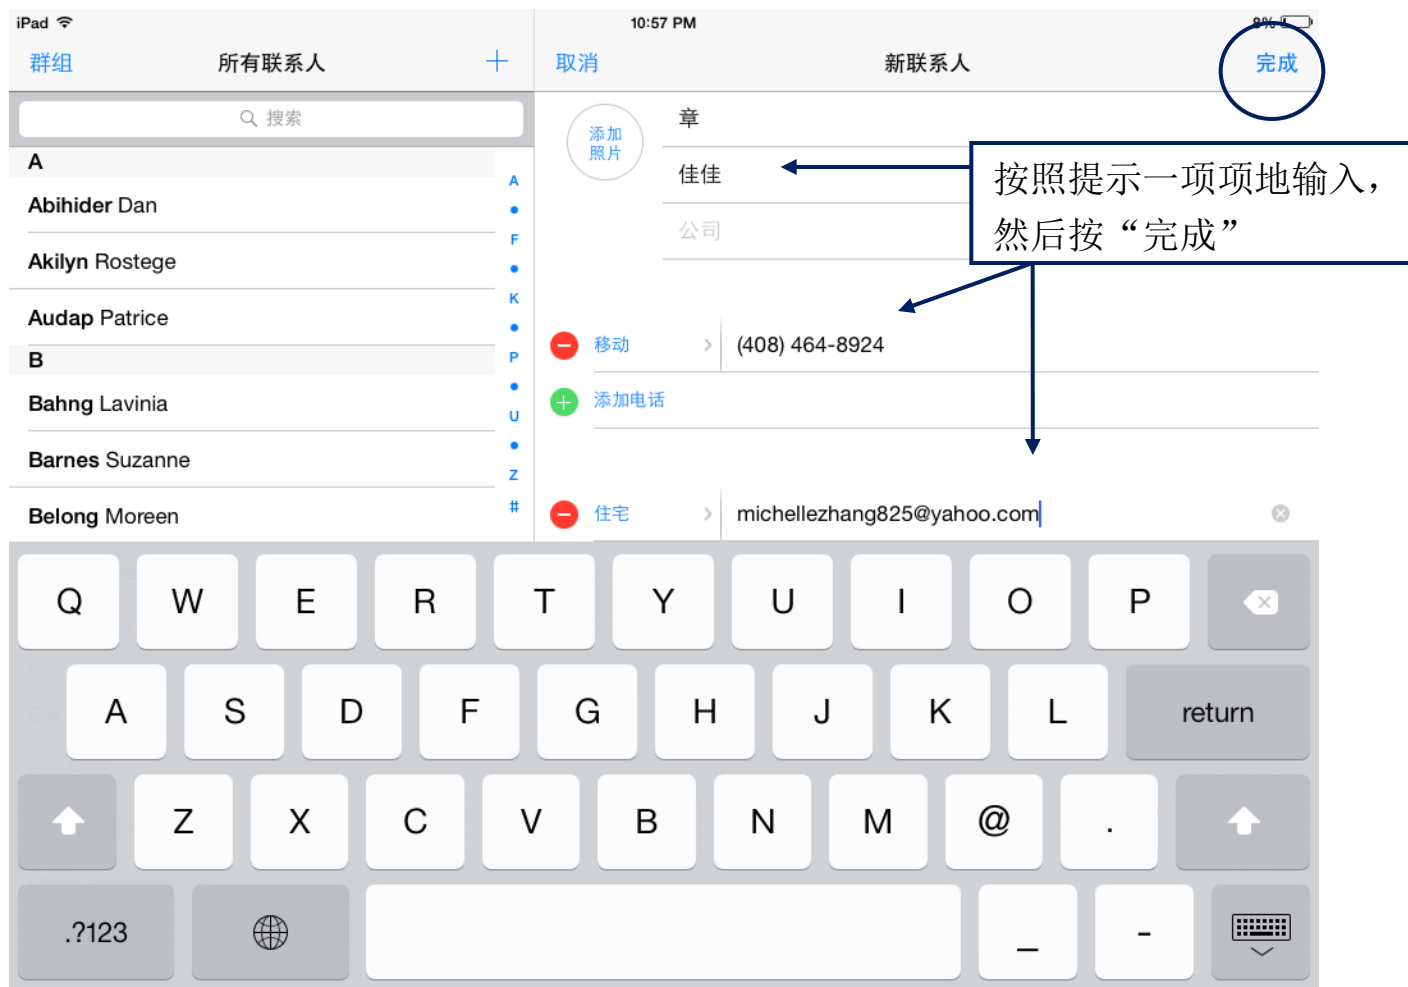 iPad
10:57 PM
8%
群组
所有联系人
+
取消
新联系人
完成
搜索
A
Abihider Dan
Akilyn Rostege
Audap Patrice
B
Bahng Lavinia
Barnes Suzanne
Belong Moreen
A
F
K
P
U
Z
#
添加
照片
章
佳佳
公司
按照提示一项项地输入，
然后按“完成”
移动
(408) 464-8924
添加电话
住宅
michellezhang825@yahoo.com
Q W E R T Y U I O P
A S D F G H J K L return
Z X C V B N M @ .
.?123 _ -